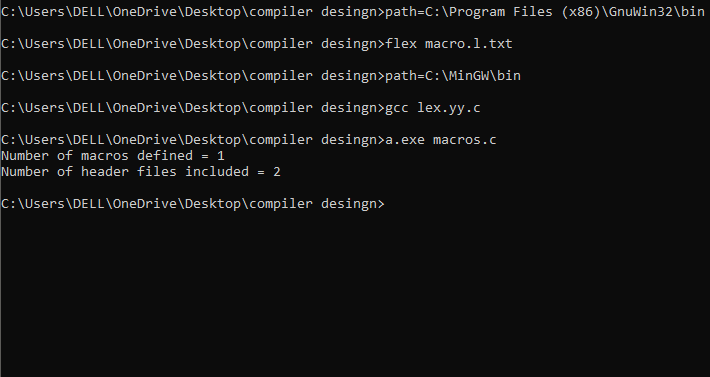 C:\Users\DELL\OneDrive\Desktop\compiler desingn>path=C:\Program Files (x86)\GnuWin32\bin
C:\Users\DELL\OneDrive\Desktop\compiler desingn>flex macro.l.txt
C:\Users\DELL\OneDrive\Desktop\compiler desingn>path=C:\MinGW\bin
C:\Users\DELL\OneDrive\Desktop\compiler desingn>gcc lex.yy.c
C:\Users\DELL\OneDrive\Desktop\compiler desingn>a.exe macros.c
Number of macros defined = 1
Number of header files included = 2
C:\Users\DELL\OneDrive\Desktop\compiler desingn>